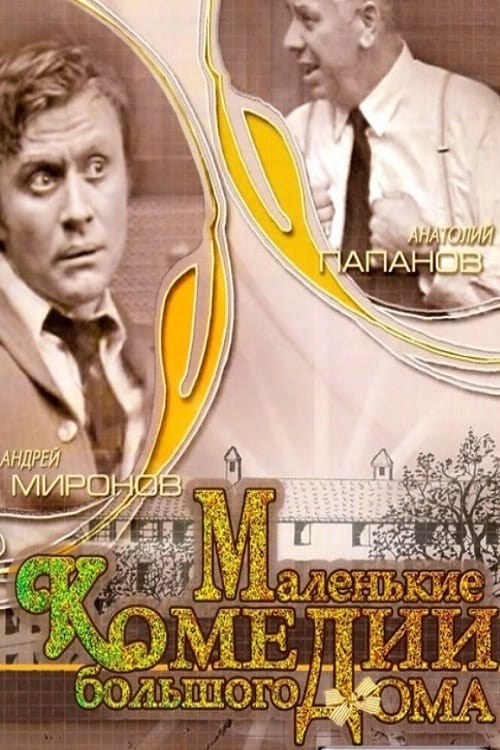 АНАТОЛИЙ
ПАПАНОВ
АНДРЕЙ
МИРОНОВ
МАЛЕНЬКИЕ
КОМЕДИИ
БОЛЬШОГО ДОМА